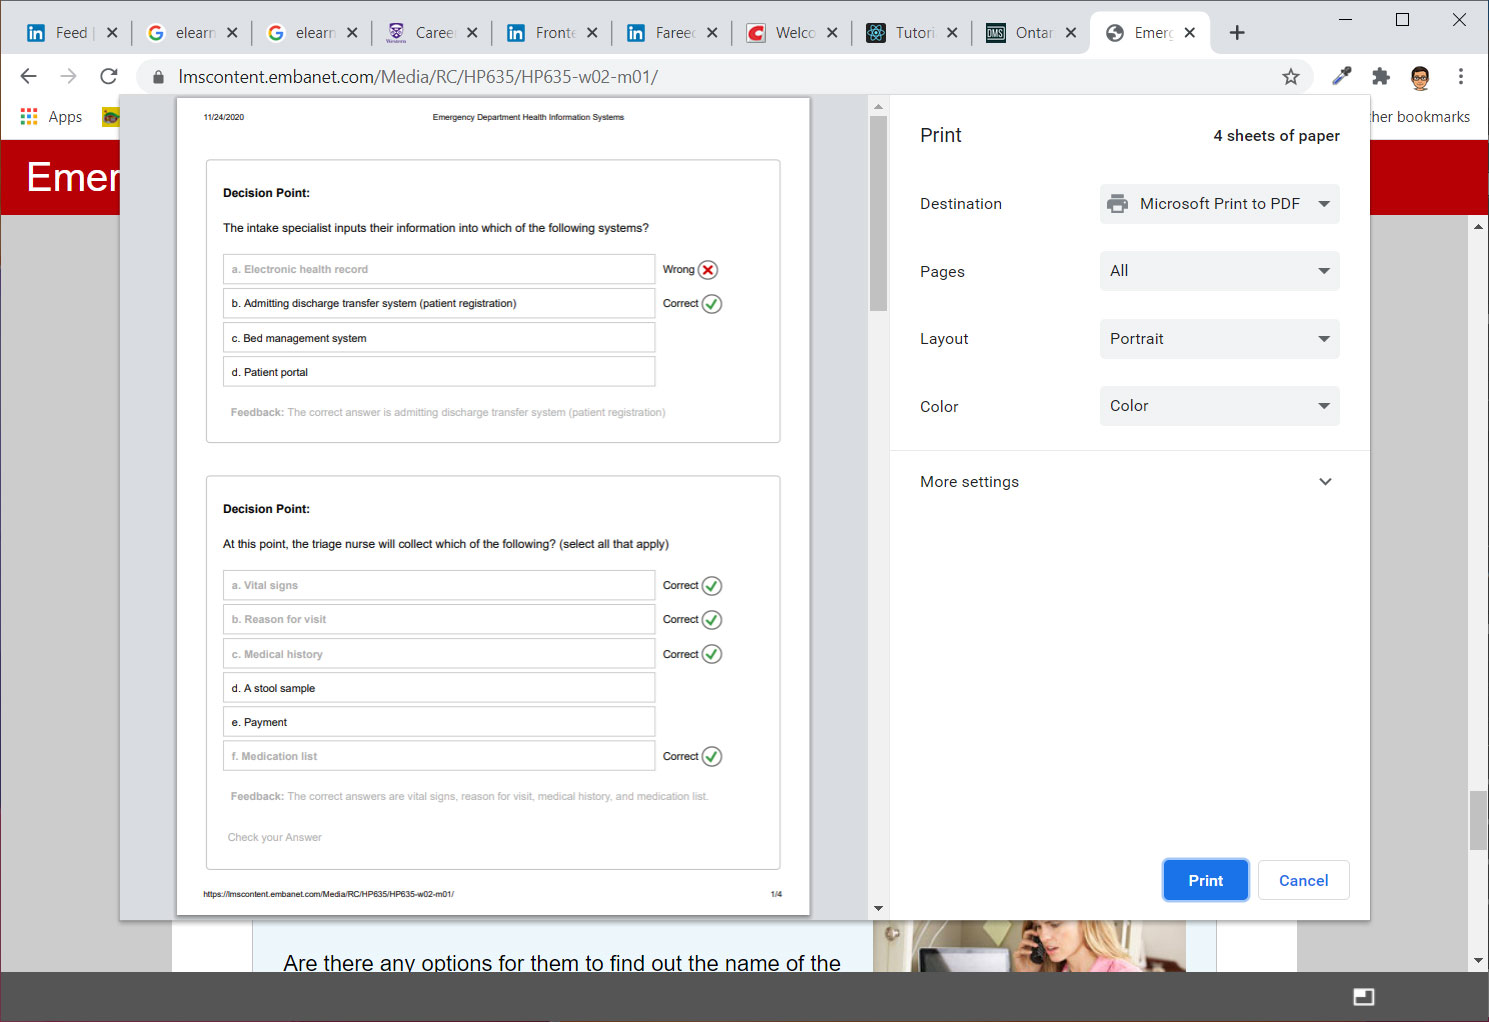 Feed
elearn
elearn
Caree
Fronte
Fareed
Welco
Tutori
Ontar
Emerg
lmscontent.embanet.com/Media/RC/HP635/HP635-w02-m01/
Apps
her bookmarks
Emer
11/24/2020 Emergency Department Health Information Systems
Decision Point:
The intake specialist inputs their information into which of the following systems?
a. Electronic health record Wrong
b. Admitting discharge transfer system (patient registration) Correct
c. Bed management system
d. Patient portal
Feedback: The correct answer is admitting discharge transfer system (patient registration)
Decision Point:
At this point, the triage nurse will collect which of the following? (select all that apply)
a. Vital signs Correct
b. Reason for visit Correct
c. Medical history Correct
d. A stool sample
e. Payment
f. Medication list Correct
Feedback: The correct answers are vital signs, reason for visit, medical history, and medication list.
Check your Answer
https://lmscontent.embanet.com/Media/RC/HP635/HP635-w02-m01/ 1/4
Print 4 sheets of paper
Destination Microsoft Print to PDF
Pages All
Layout Portrait
Color Color
More settings
Print Cancel
Are there any options for them to find out the name of the